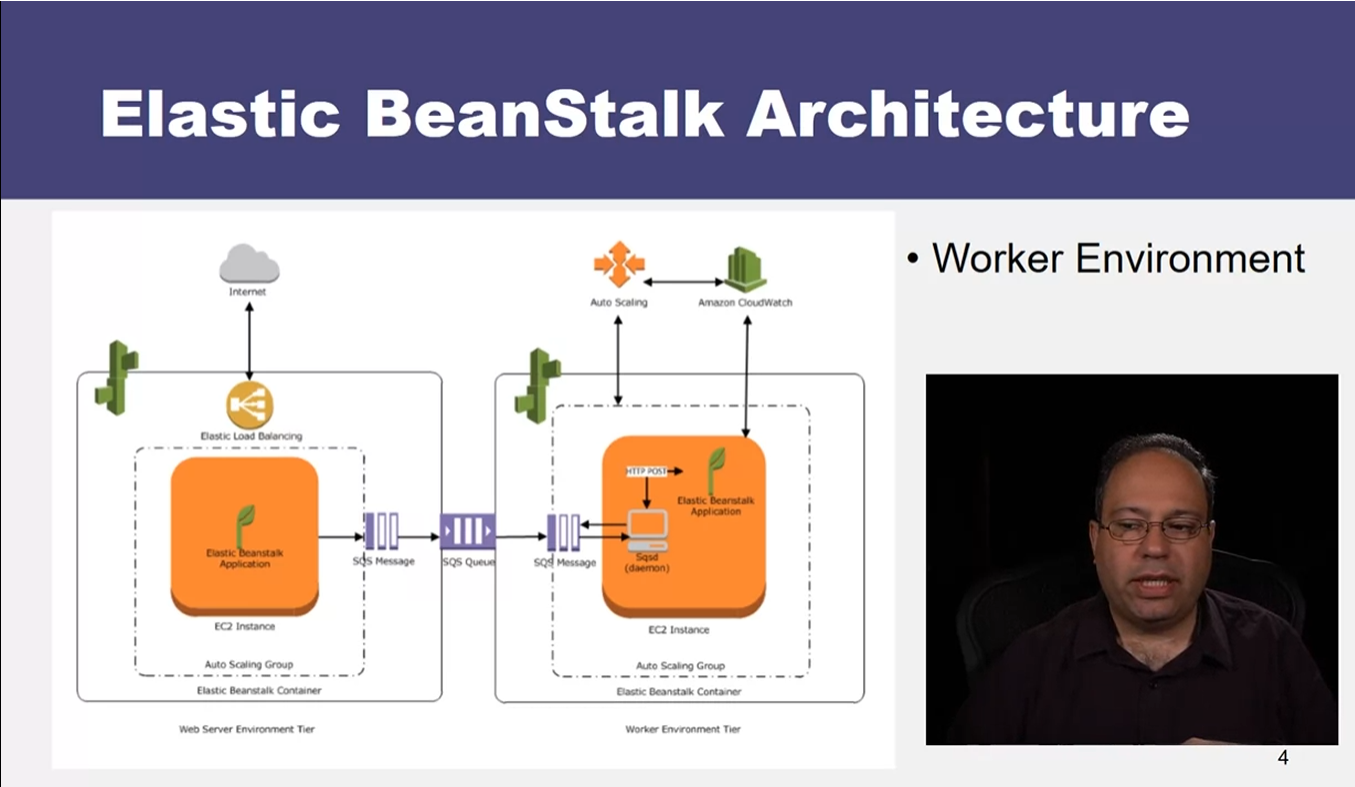 Elastic BeanStalk Architecture
• Worker Environment
Internet
Elastic Load Balancing
Elastic Beanstalk
Application
EC2 Instance
Auto Scaling Group
Elastic Beanstalk Container
Web Server Environment Tier
SQS Message
SQS Queue
SQS Message
Auto Scaling
Amazon CloudWatch
HTTP POST
Elastic Beanstalk
Application
Sqsd
(daemon)
EC2 Instance
Auto Scaling Group
Elastic Beanstalk Container
Worker Environment Tier
4